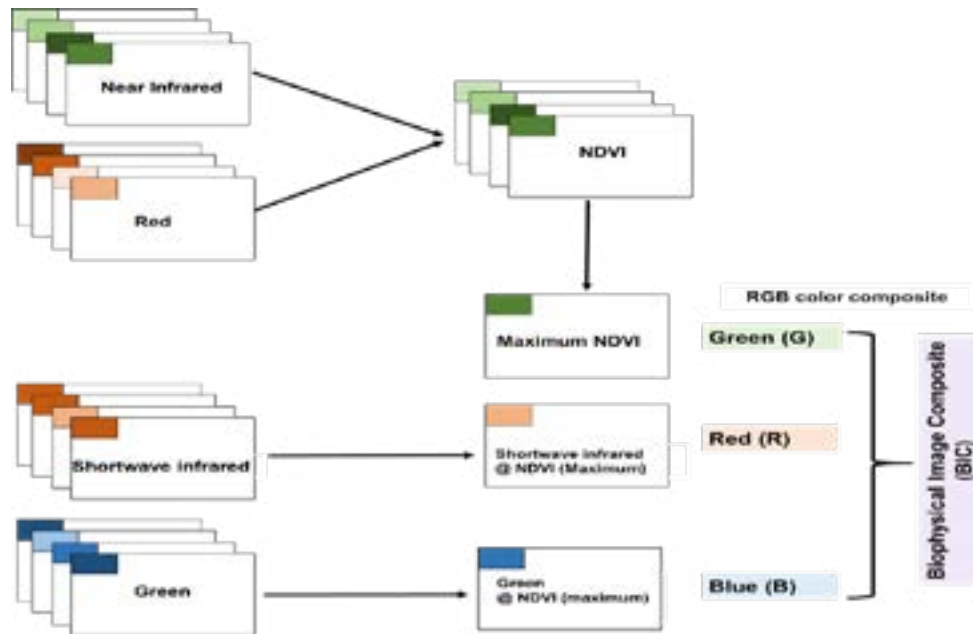 Near Infrared
NDVI
Red
RGB color composite
Maximum NDVI
Green (G)
Shortwave infrared
Shortwave infrared
@ NDVI (Maximum)
Red (R)
Green
Green
@ NDVI (maximum)
Blue (B)
Biophysical Image Composite
(BIC)